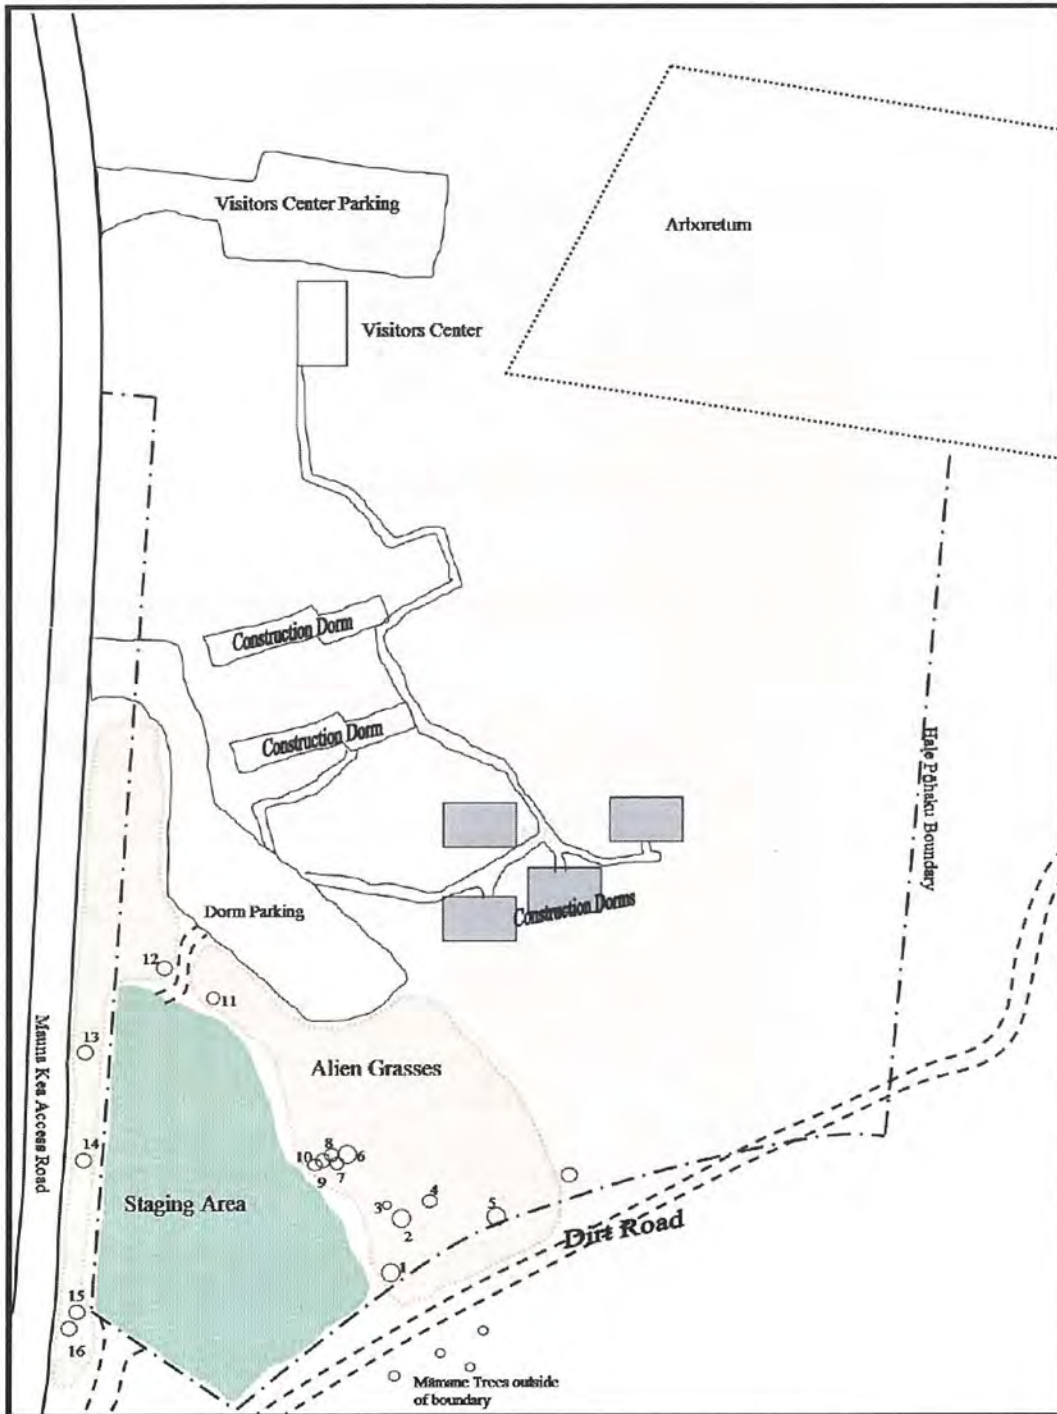 Visitors Center Parking
Arboretum
Visitors Center
Construction Dorm
Construction Dorm
Hale Pōhaku Boundary
Construction Dorms
Dorm Parking
12
11
Mauna Kea Access Road
13
Alien Grasses
14
8
10
6
9
7
Staging Area
3
4
5
2
Dirt Road
1
15
16
Māmane Trees outside
of boundary